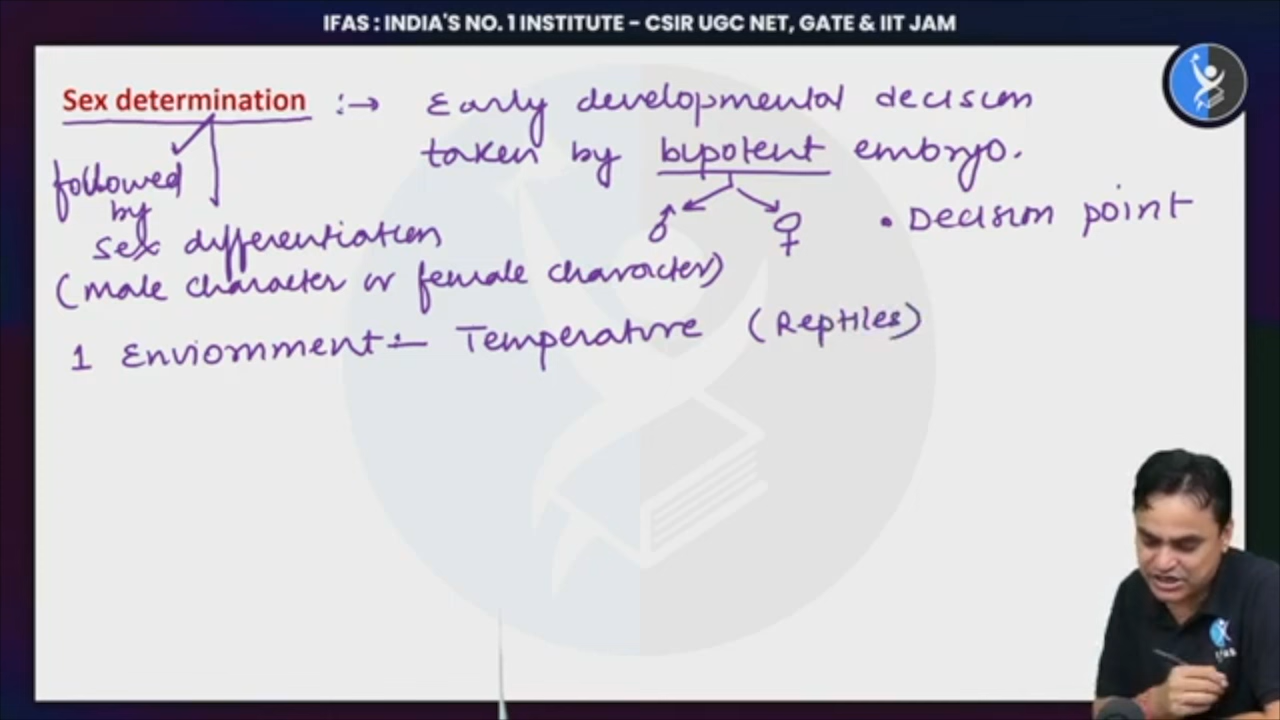 IFAS : INDIA'S NO. 1 INSTITUTE – CSIR UGC NET, GATE & IIT JAM
Sex determination :→ Early developmental decision
taken by bipotent embryo.
♂ ♀
• Decision point
followed
by
sex differentiation
(male character or female character)
1 Enviornment :– Temperature (Reptiles)